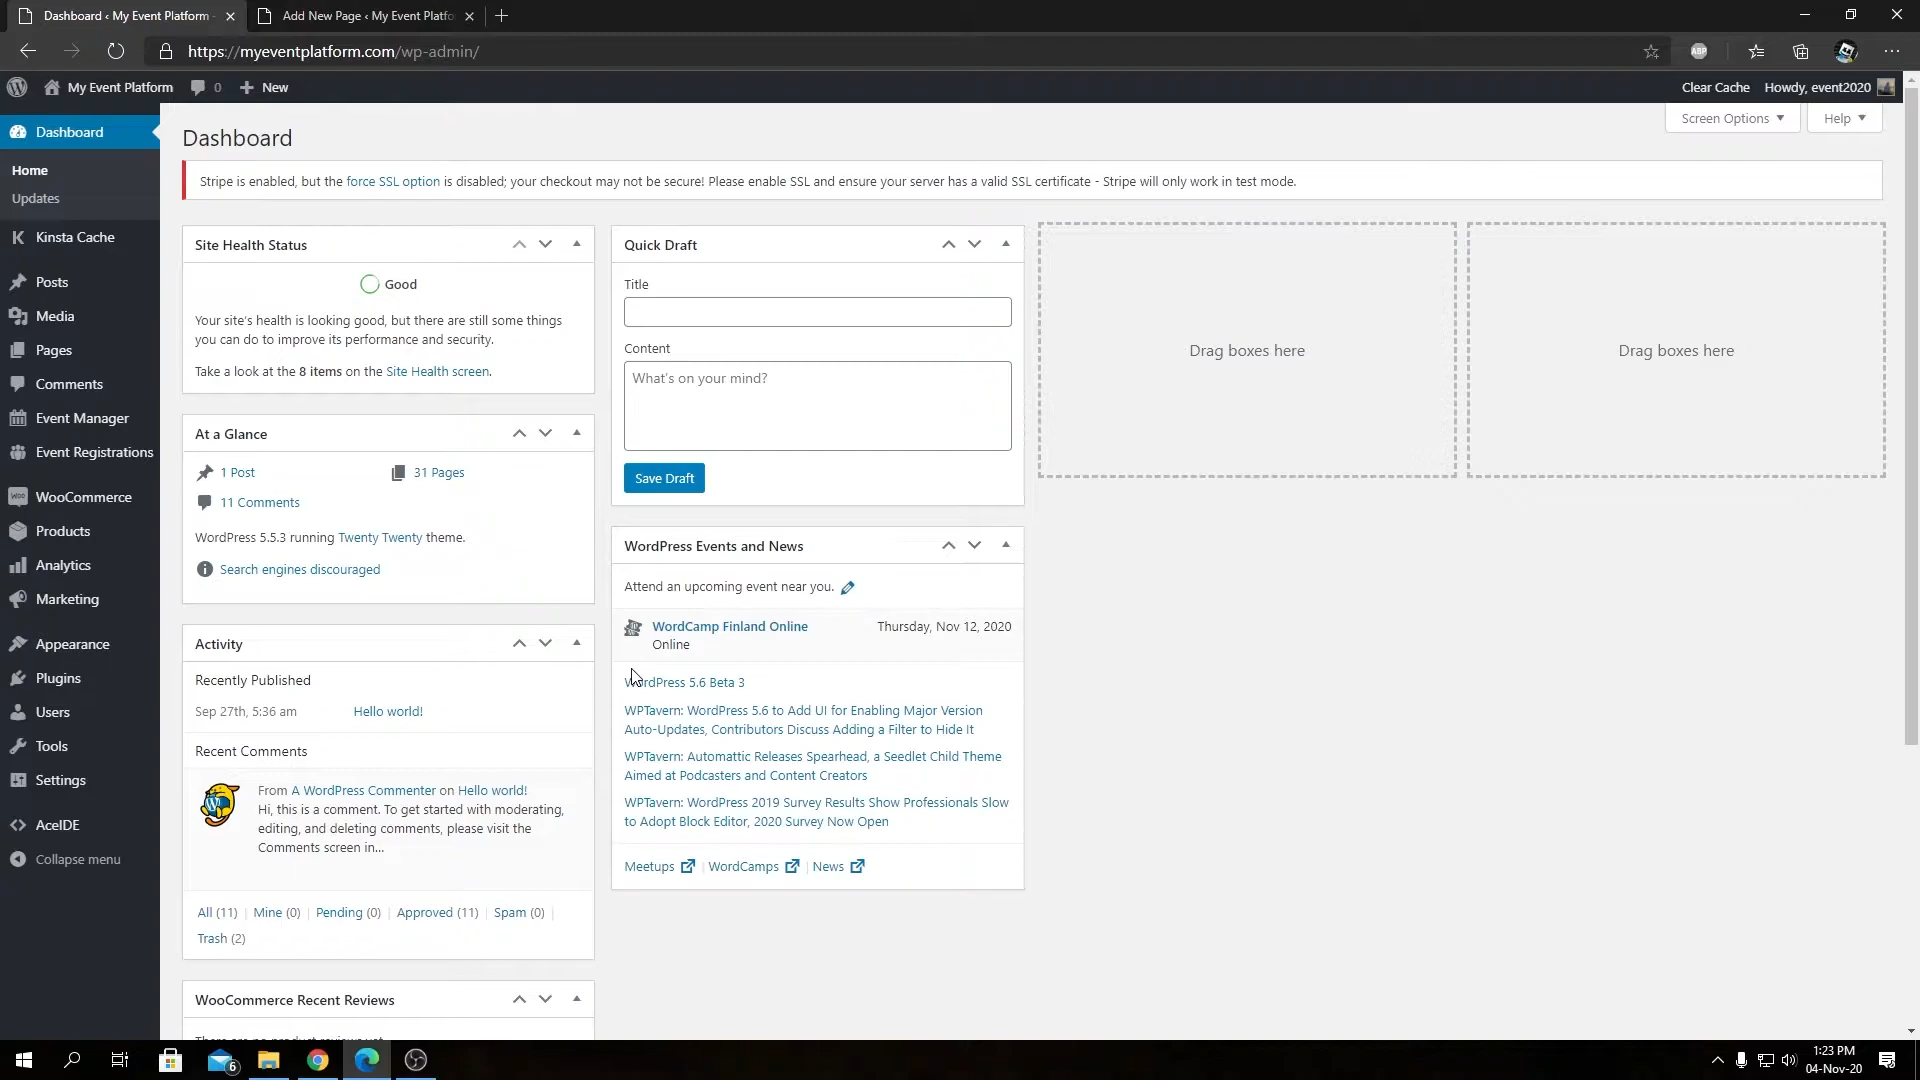 Dashboard ‹ My Event Platform -
Add New Page ‹ My Event Platfo
https://myeventplatform.com/wp-admin/
ABP
My Event Platform
0
New
Clear Cache
Howdy, event2020
Dashboard
Home
Updates
Kinsta Cache
Posts
Media
Pages
Comments
Event Manager
Event Registrations
WooCommerce
Products
Analytics
Marketing
Appearance
Plugins
Users
Tools
Settings
AceIDE
Collapse menu
Screen Options
Help
Dashboard
Stripe is enabled, but the force SSL option is disabled; your checkout may not be secure! Please enable SSL and ensure your server has a valid SSL certificate - Stripe will only work in test mode.
Site Health Status
Good
Your site's health is looking good, but there are still some things
you can do to improve its performance and security.
Take a look at the 8 items on the Site Health screen.
At a Glance
1 Post
31 Pages
11 Comments
WordPress 5.5.3 running Twenty Twenty theme.
Search engines discouraged
Activity
Recently Published
Sep 27th, 5:36 am
Hello world!
Recent Comments
From A WordPress Commenter on Hello world!
Hi, this is a comment. To get started with moderating,
editing, and deleting comments, please visit the
Comments screen in...
All (11) | Mine (0) | Pending (0) | Approved (11) | Spam (0) |
Trash (2)
WooCommerce Recent Reviews
Quick Draft
Title
Content
What's on your mind?
Save Draft
WordPress Events and News
Attend an upcoming event near you.
WordCamp Finland Online
Thursday, Nov 12, 2020
Online
WordPress 5.6 Beta 3
WPTavern: WordPress 5.6 to Add UI for Enabling Major Version
Auto-Updates, Contributors Discuss Adding a Filter to Hide It
WPTavern: Automattic Releases Spearhead, a Seedlet Child Theme
Aimed at Podcasters and Content Creators
WPTavern: WordPress 2019 Survey Results Show Professionals Slow
to Adopt Block Editor, 2020 Survey Now Open
Meetups | WordCamps | News
Drag boxes here
Drag boxes here
6
1:23 PM
04-Nov-20